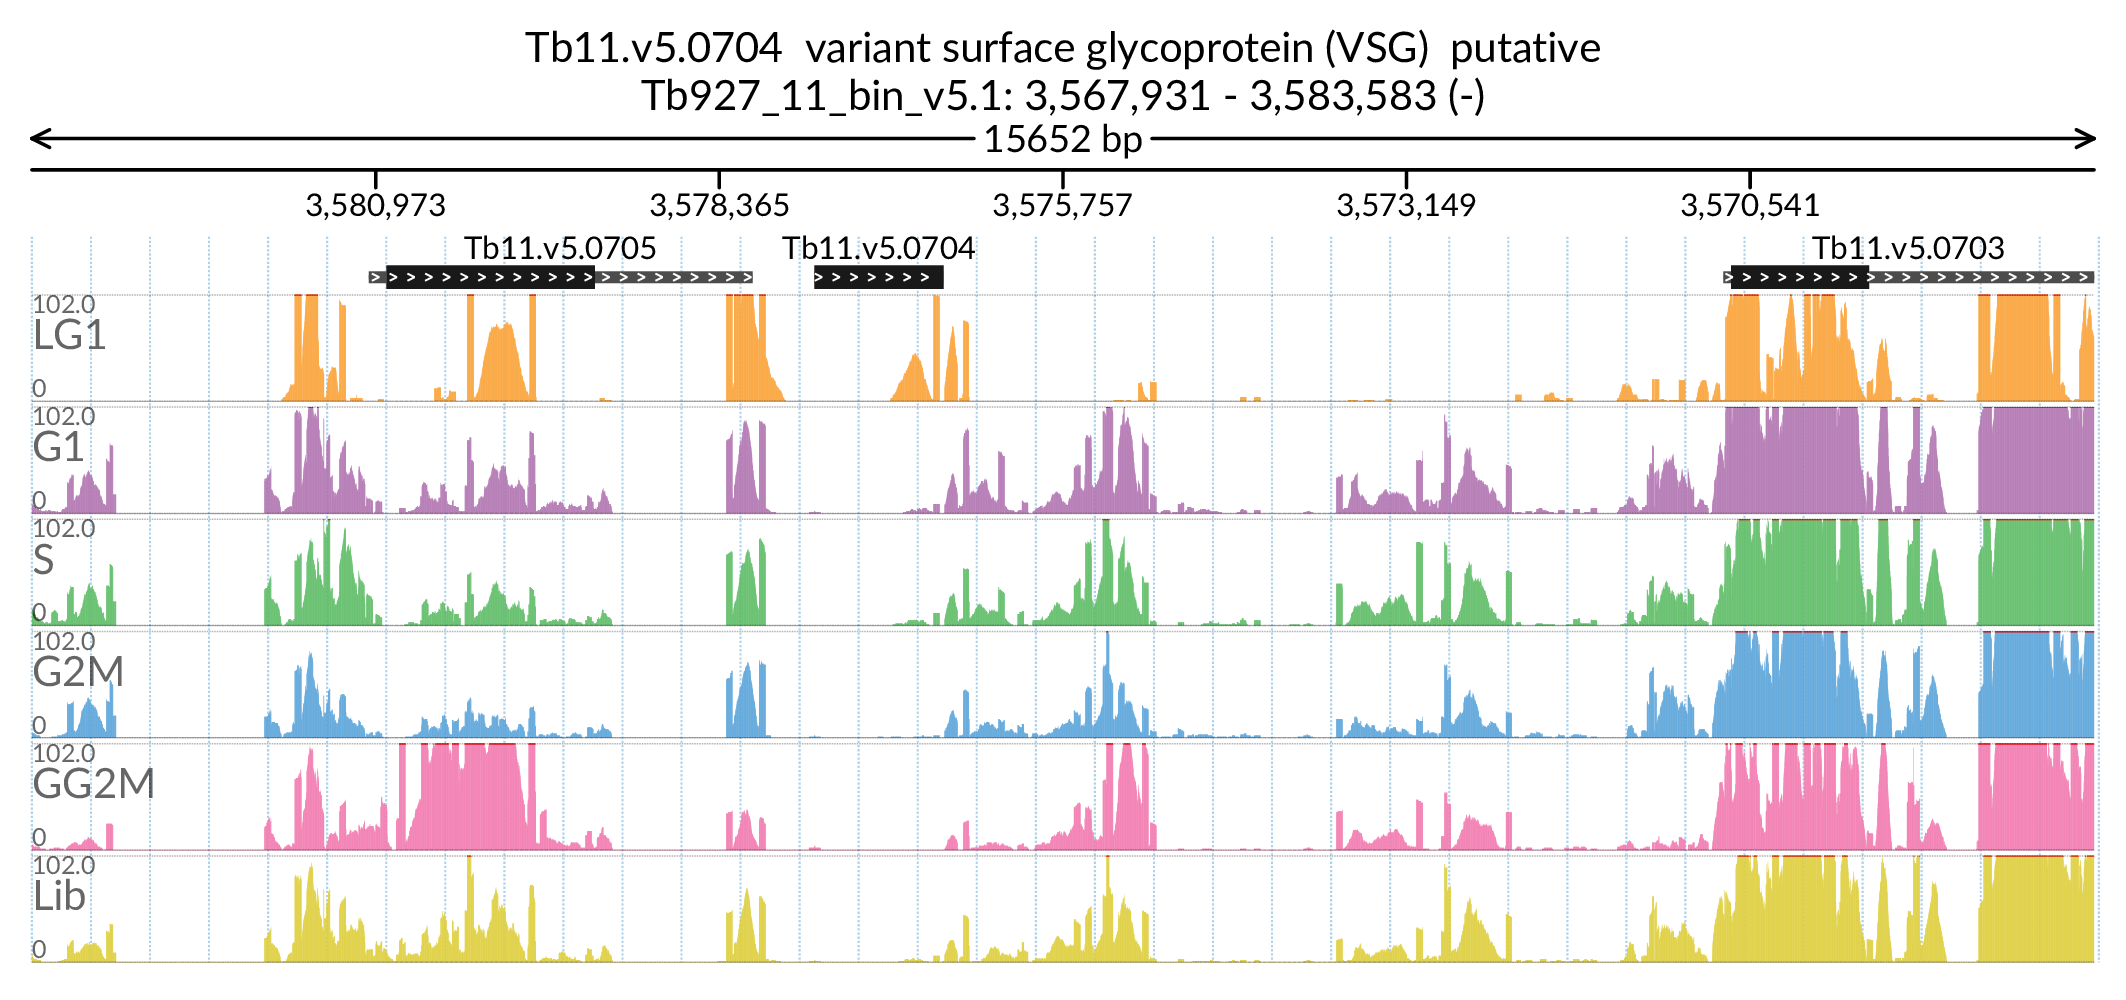 Tb11.v5.0704 variant surface glycoprotein (VSG) putative
Tb927_11_bin_v5.1: 3,567,931 - 3,583,583 (-)
15652 bp
3,580,973 3,578,365 3,575,757 3,573,149 3,570,541
Tb11.v5.0705 Tb11.v5.0704 Tb11.v5.0703
102.0
LG1
0
102.0
G1
0
102.0
S
0
102.0
G2M
0
102.0
GG2M
0
102.0
Lib
0